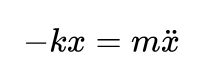 −kx = mẍ